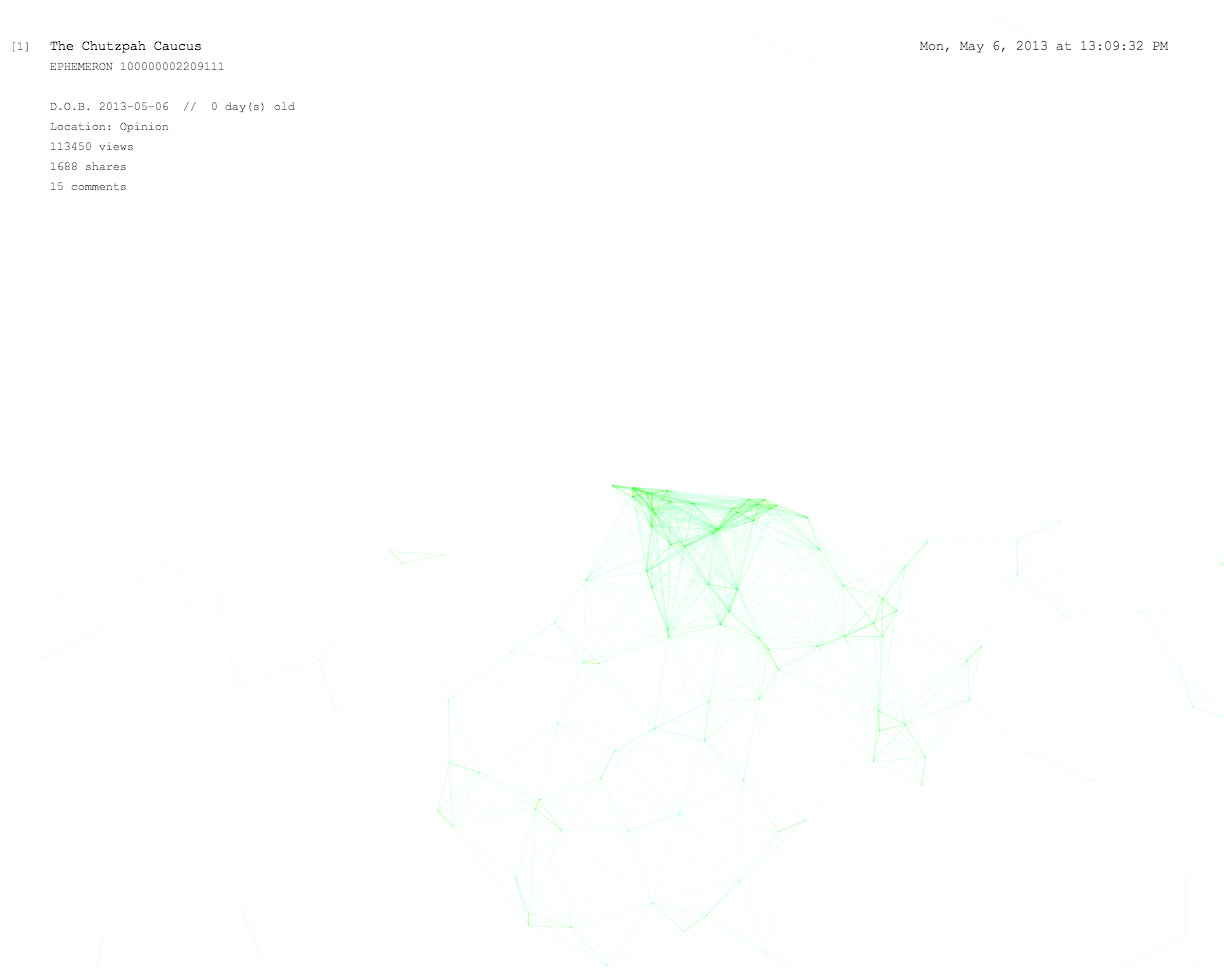 [1] The Chutzpah Caucus Mon, May 6, 2013 at 13:09:32 PM
EPHEMERON 100000002209111
D.O.B. 2013-05-06 // 0 day(s) old
Location: Opinion
113450 views
1688 shares
15 comments